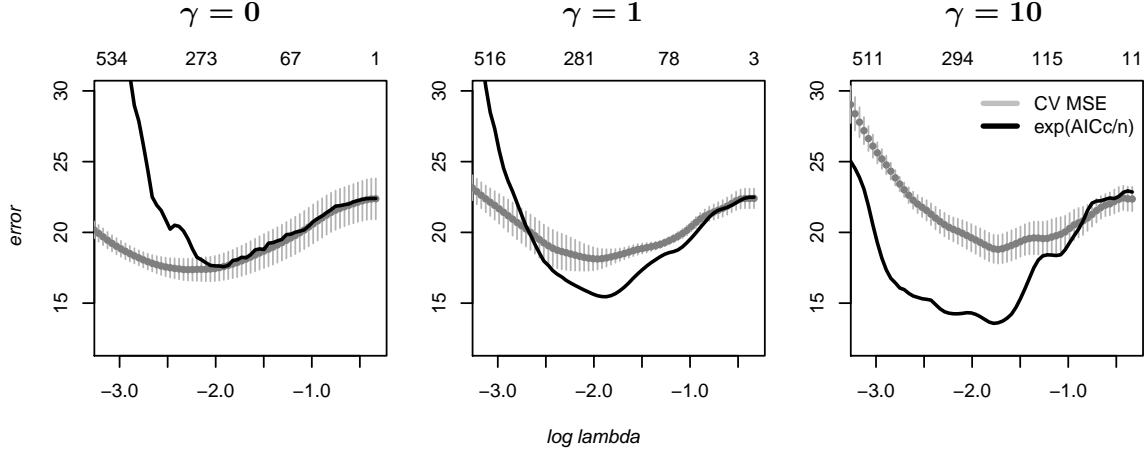 γ = 0 γ = 1 γ = 10
534 273 67 1 516 281 78 3 511 294 115 11
30 30 30
CV MSE
exp(AICc/n)
25 25 25
error
20 20 20
15 15 15
−3.0 −2.0 −1.0 −3.0 −2.0 −1.0 −3.0 −2.0 −1.0
log lambda